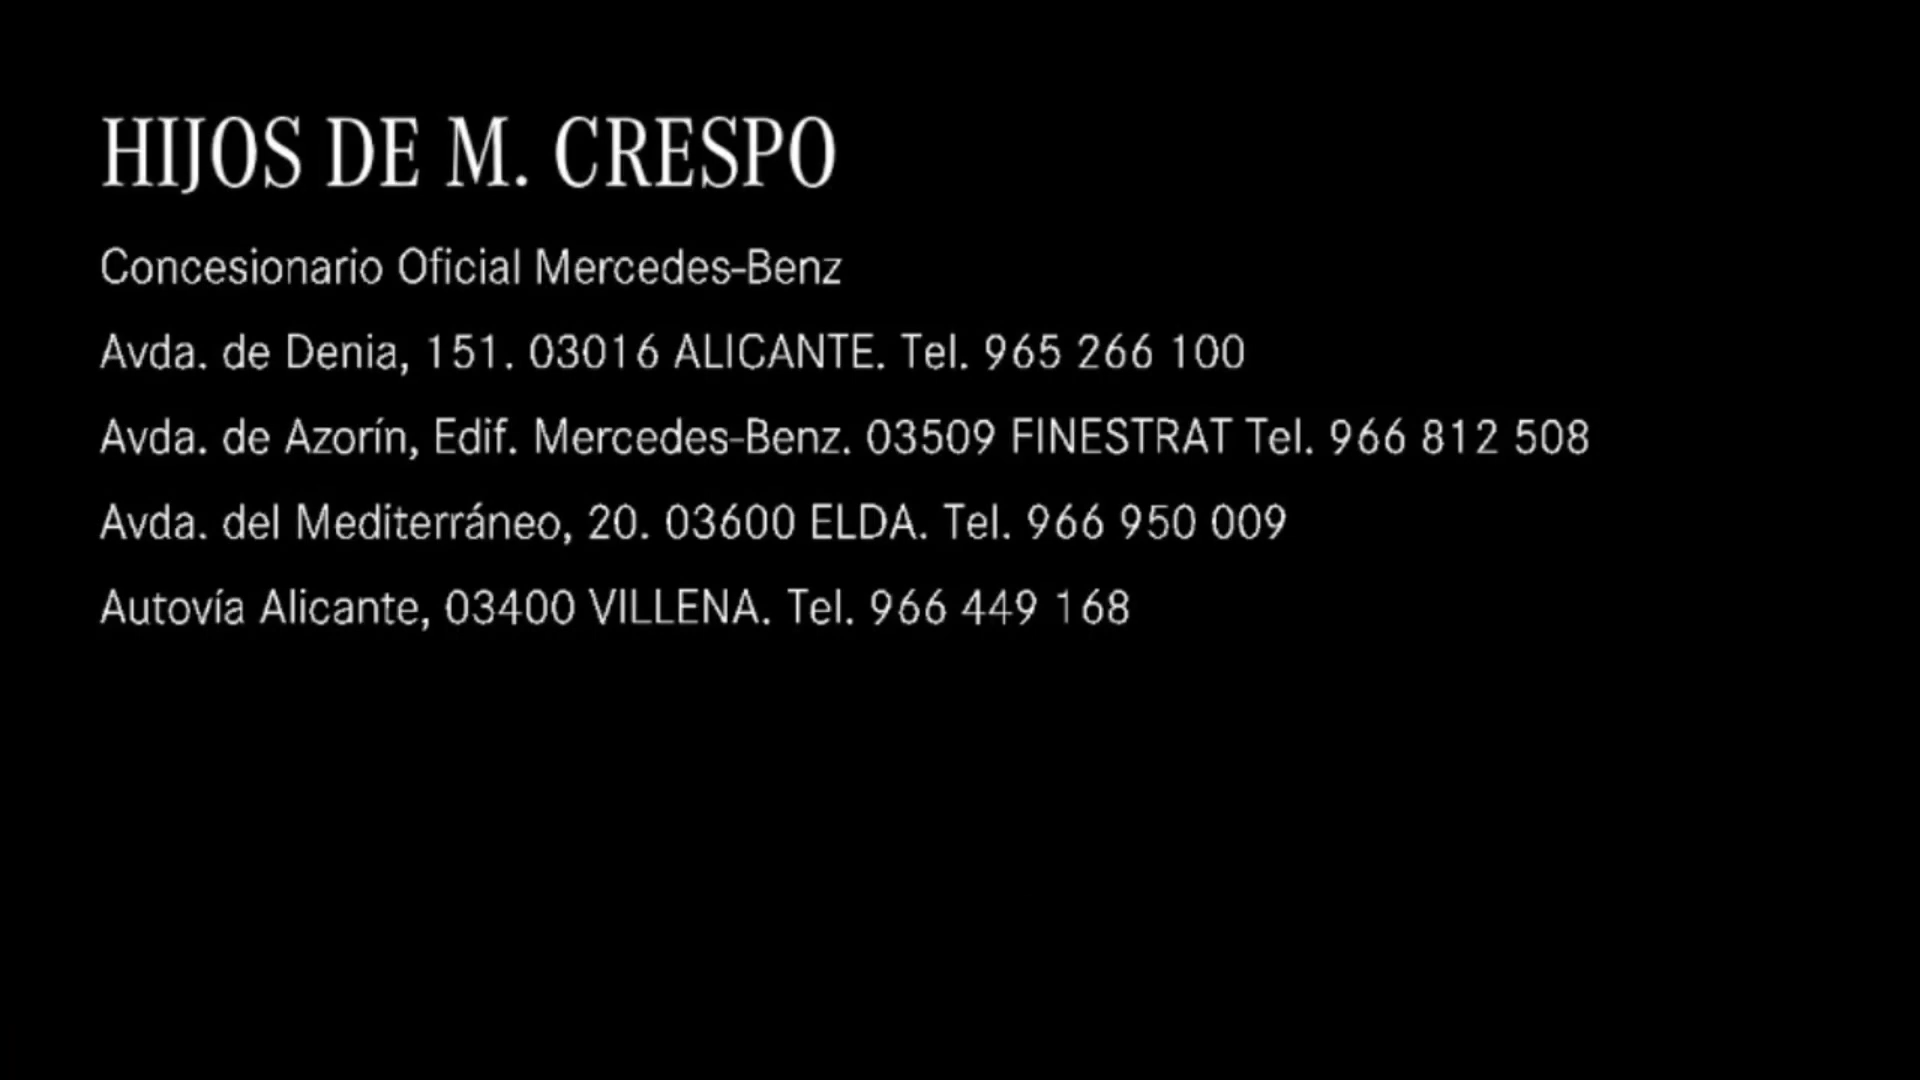 HIJOS DE M. CRESPO
Concesionario Oficial Mercedes-Benz
Avda. de Denia, 151. 03016 ALICANTE. Tel. 965 266 100
Avda. de Azorín, Edif. Mercedes-Benz. 03509 FINESTRAT Tel. 966 812 508
Avda. del Mediterráneo, 20. 03600 ELDA. Tel. 966 950 009
Autovía Alicante, 03400 VILLENA. Tel. 966 449 168